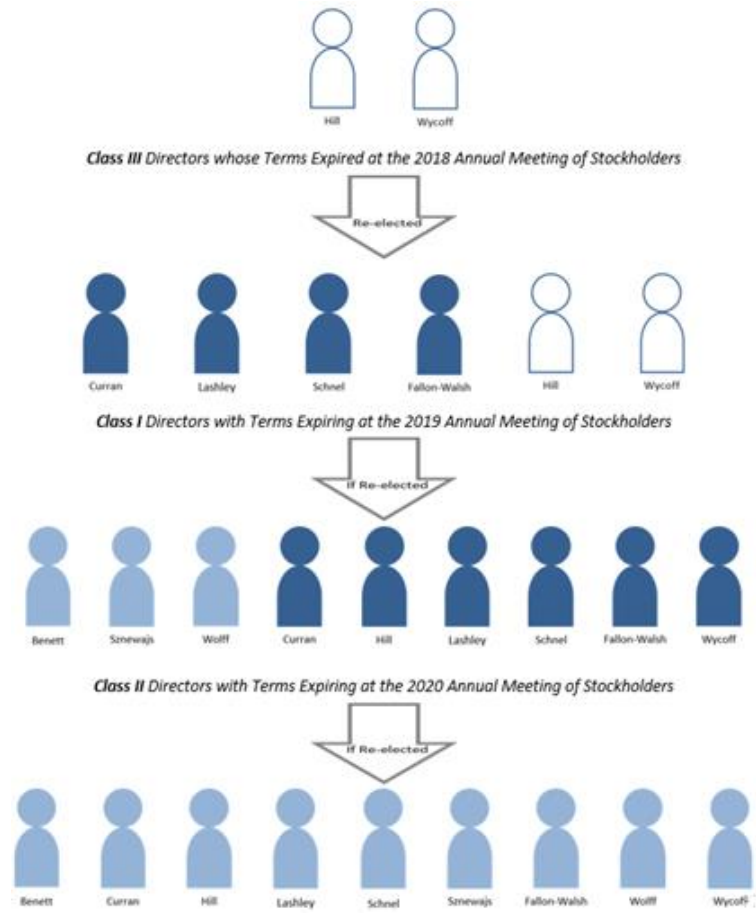 Hill Wycoff
Class III Directors whose Terms Expired at the 2018 Annual Meeting of Stockholders
Re-elected
Curran Lashley Schnel Fallon-Walsh Hill Wycoff
Class I Directors with Terms Expiring at the 2019 Annual Meeting of Stockholders
If Re-elected
Benett Sznewajs Wolff Curran Hill Lashley Schnel Fallon-Walsh Wycoff
Class II Directors with Terms Expiring at the 2020 Annual Meeting of Stockholders
If Re-elected
Benett Curran Hill Lashley Schnel Sznewajs Fallon-Walsh Wolff Wycoff